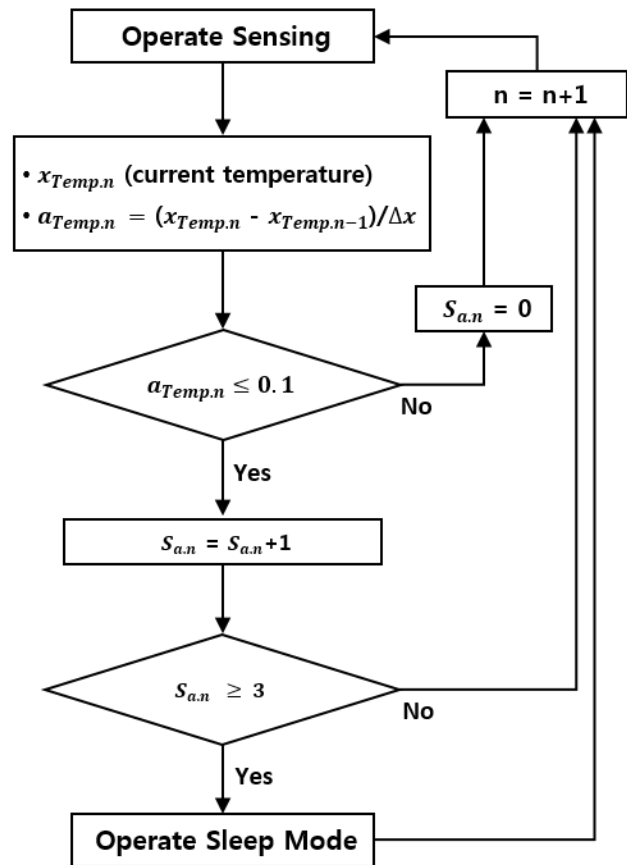 Operate Sensing
n = n+1
• x_Temp.n (current temperature)
• a_Temp.n = (x_Temp.n - x_Temp.n−1)/Δx
S_a.n = 0
a_Temp.n ≤ 0.1
No
Yes
S_a.n = S_a.n+1
S_a.n ≥ 3
No
Yes
Operate Sleep Mode